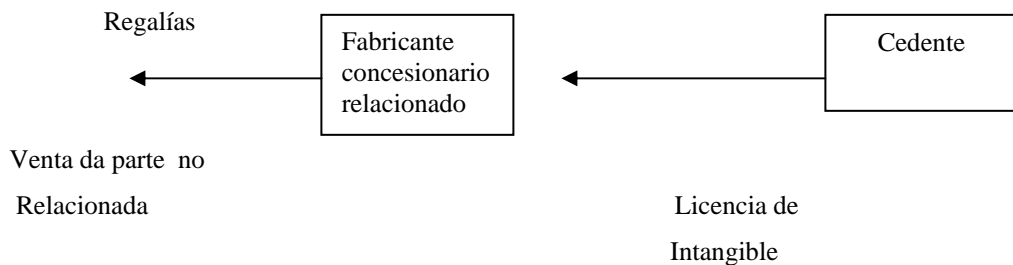 Regalías
Fabricante
concesionario
relacionado
Cedente
Venta da parte  no
Relacionada
Licencia de
Intangible